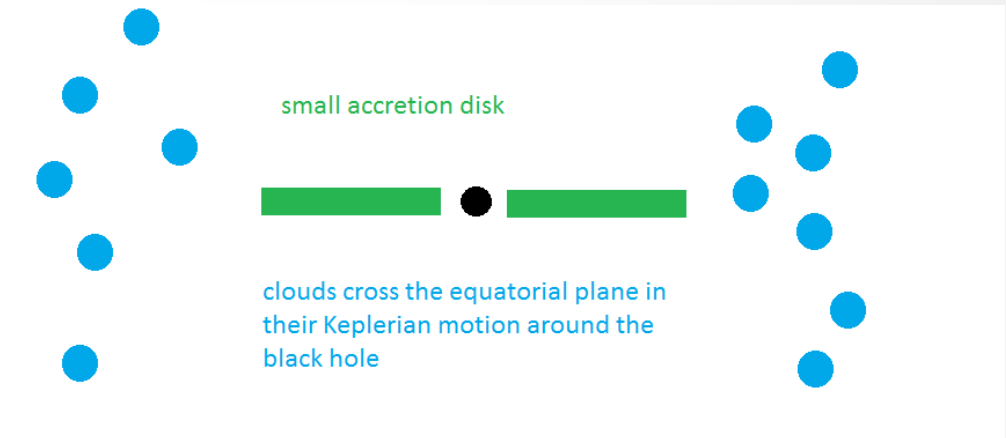 small accretion disk
clouds cross the equatorial plane in
their Keplerian motion around the
black hole